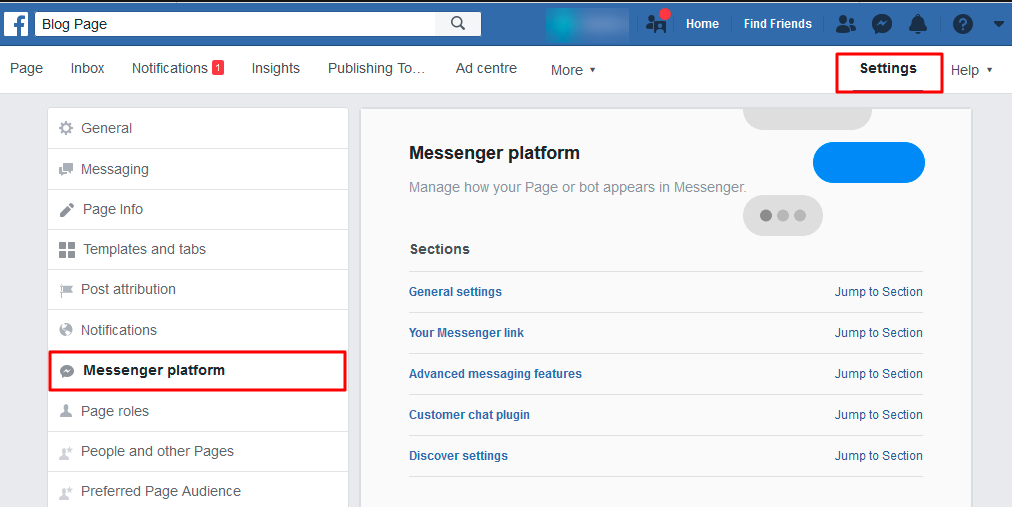 f
Blog Page
Home
Find Friends
Page
Inbox
Notifications 1
Insights
Publishing To...
Ad centre
More
Settings
Help
General
Messaging
Page Info
Templates and tabs
Post attribution
Notifications
Messenger platform
Page roles
People and other Pages
Preferred Page Audience
Messenger platform
Manage how your Page or bot appears in Messenger.
Sections
General settings Jump to Section
Your Messenger link Jump to Section
Advanced messaging features Jump to Section
Customer chat plugin Jump to Section
Discover settings Jump to Section